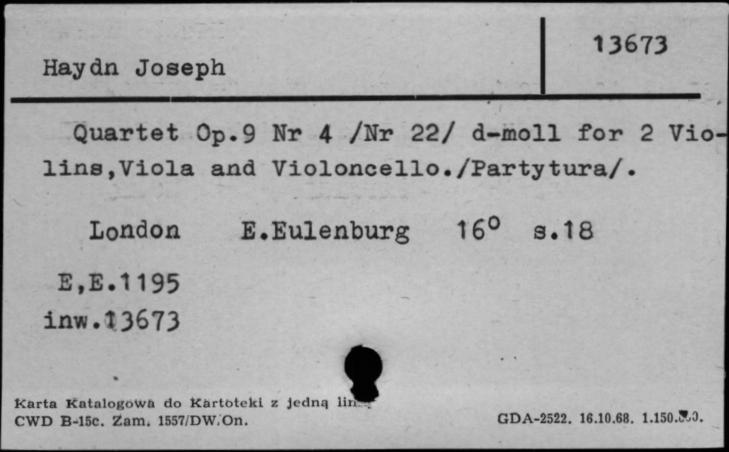 13673
Haydn Joseph
Quartet Op.9 Nr 4 /Nr 22/ d-moll for 2 Vio-
lins,Viola and Violoncello./Partytura/.
London E.Eulenburg 16° s.18
E,E.1195
inw.13673
Karta Katalogowa do Kartoteki z jedną
CWD B-15c. Zam. 1557/DW.On.
GDA-2522. 16.10.68.